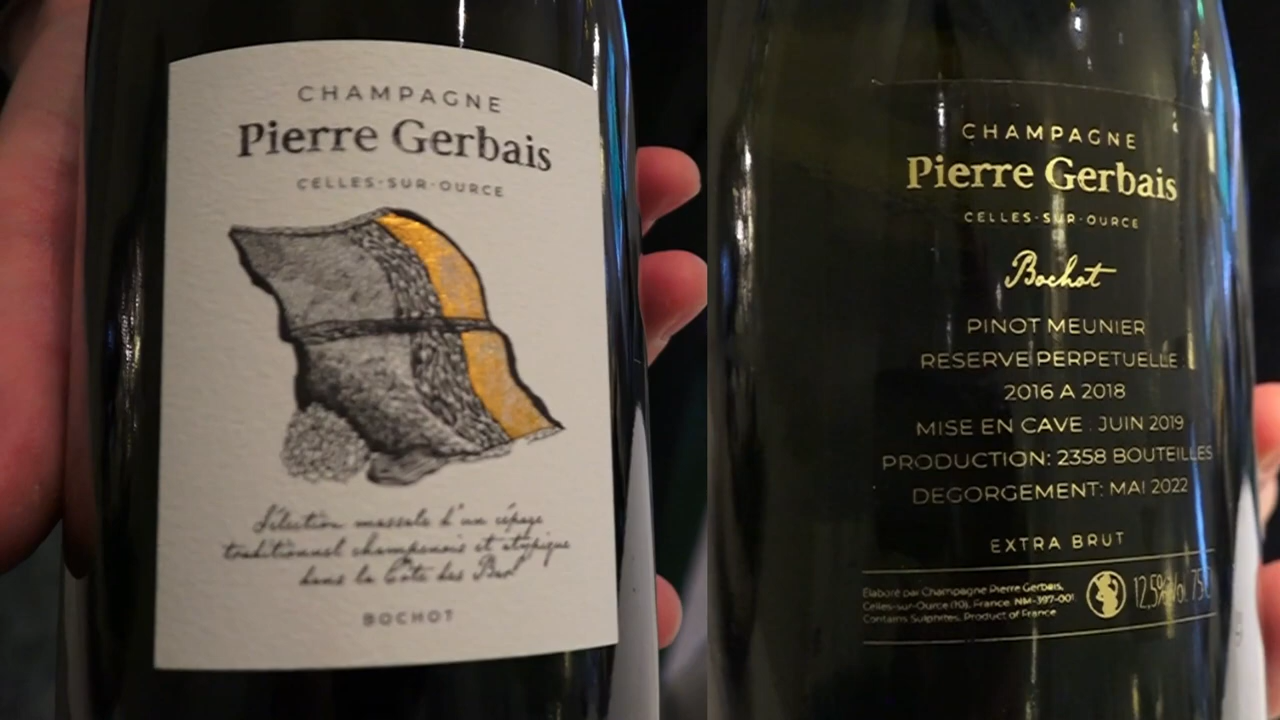 CHAMPAGNE
Pierre Gerbais
CELLES-SUR-OURCE
Sélection massale d'un cépage
traditionnel champenois et atypique
dans la Côte des Bar
BOCHOT
CHAMPAGNE
Pierre Gerbais
CELLES-SUR-OURCE
Bochot
PINOT MEUNIER
RESERVE PERPETUELLE :
2016 A 2018
MISE EN CAVE : JUIN 2019
PRODUCTION: 2358 BOUTEILLES
DEGORGEMENT: MAI 2022
EXTRA BRUT
Elaboré par Champagne Pierre Gerbais,
Celles-sur-Ource (10), France. NM-397-001
Contains Sulphites. Product of France
12,5% Vol. 75cl